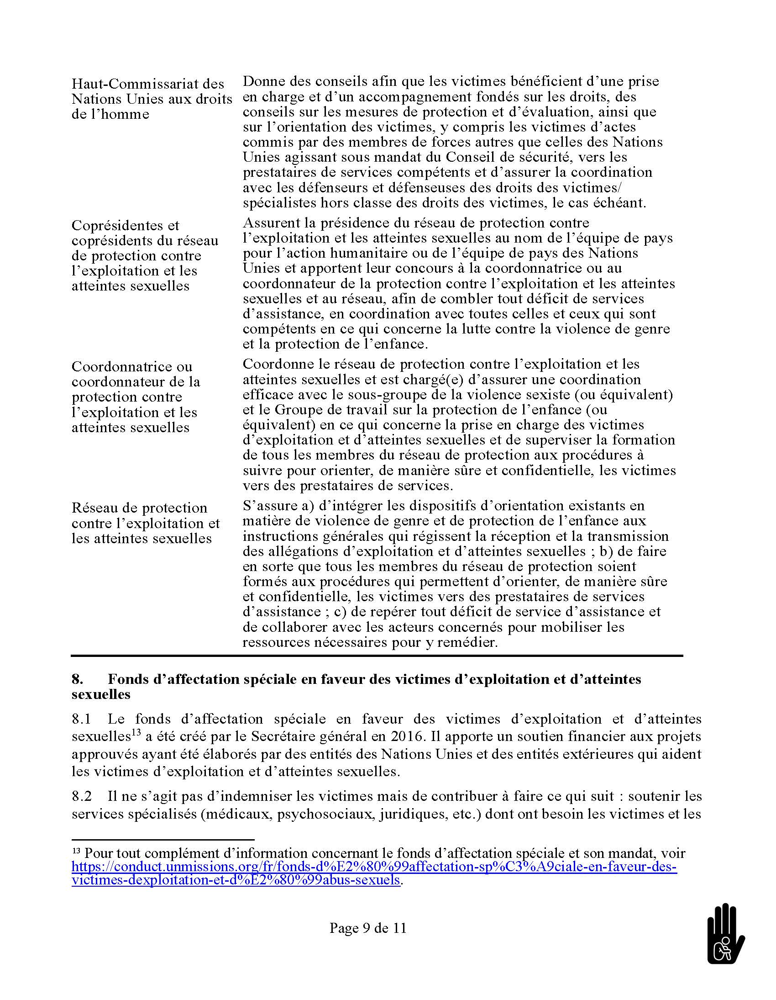 Haut-Commissariat des
Nations Unies aux droits
de l’homme
Donne des conseils afin que les victimes bénéficient d’une prise
en charge et d’un accompagnement fondés sur les droits, des
conseils sur les mesures de protection et d’évaluation, ainsi que
sur l’orientation des victimes, y compris les victimes d’actes
commis par des membres de forces autres que celles des Nations
Unies agissant sous mandat du Conseil de sécurité, vers les
prestataires de services compétents et d’assurer la coordination
avec les défenseurs et défenseuses des droits des victimes/
spécialistes hors classe des droits des victimes, le cas échéant.
Coprésidentes et
coprésidents du réseau
de protection contre
l’exploitation et les
atteintes sexuelles
Assurent la présidence du réseau de protection contre
l’exploitation et les atteintes sexuelles au nom de l’équipe de pays
pour l’action humanitaire ou de l’équipe de pays des Nations
Unies et apportent leur concours à la coordonnatrice ou au
coordonnateur de la protection contre l’exploitation et les atteintes
sexuelles et au réseau, afin de combler tout déficit de services
d’assistance, en coordination avec toutes celles et ceux qui sont
compétents en ce qui concerne la lutte contre la violence de genre
et la protection de l’enfance.
Coordonnatrice ou
coordonnateur de la
protection contre
l’exploitation et les
atteintes sexuelles
Coordonne le réseau de protection contre l’exploitation et les
atteintes sexuelles et est chargé(e) d’assurer une coordination
efficace avec le sous-groupe de la violence sexiste (ou équivalent)
et le Groupe de travail sur la protection de l’enfance (ou
équivalent) en ce qui concerne la prise en charge des victimes
d’exploitation et d’atteintes sexuelles et de superviser la formation
de tous les membres du réseau de protection aux procédures à
suivre pour orienter, de manière sûre et confidentielle, les victimes
vers des prestataires de services.
Réseau de protection
contre l’exploitation et
les atteintes sexuelles
S’assure a) d’intégrer les dispositifs d’orientation existants en
matière de violence de genre et de protection de l’enfance aux
instructions générales qui régissent la réception et la transmission
des allégations d’exploitation et d’atteintes sexuelles ; b) de faire
en sorte que tous les membres du réseau de protection soient
formés aux procédures qui permettent d’orienter, de manière sûre
et confidentielle, les victimes vers des prestataires de services
d’assistance ; c) de repérer tout déficit de service d’assistance et
de collaborer avec les acteurs concernés pour mobiliser les
ressources nécessaires pour y remédier.
8. Fonds d’affectation spéciale en faveur des victimes d’exploitation et d’atteintes
sexuelles
8.1 Le fonds d’affectation spéciale en faveur des victimes d’exploitation et d’atteintes
sexuelles¹³ a été créé par le Secrétaire général en 2016. Il apporte un soutien financier aux projets
approuvés ayant été élaborés par des entités des Nations Unies et des entités extérieures qui aident
les victimes d’exploitation et d’atteintes sexuelles.
8.2 Il ne s’agit pas d’indemniser les victimes mais de contribuer à faire ce qui suit : soutenir les
services spécialisés (médicaux, psychosociaux, juridiques, etc.) dont ont besoin les victimes et les
¹³ Pour tout complément d’information concernant le fonds d’affectation spéciale et son mandat, voir
https://conduct.unmissions.org/fr/fonds-d%E2%80%99affectation-sp%C3%A9ciale-en-faveur-des-
victimes-dexploitation-et-d%E2%80%99abus-sexuels.
Page 9 de 11